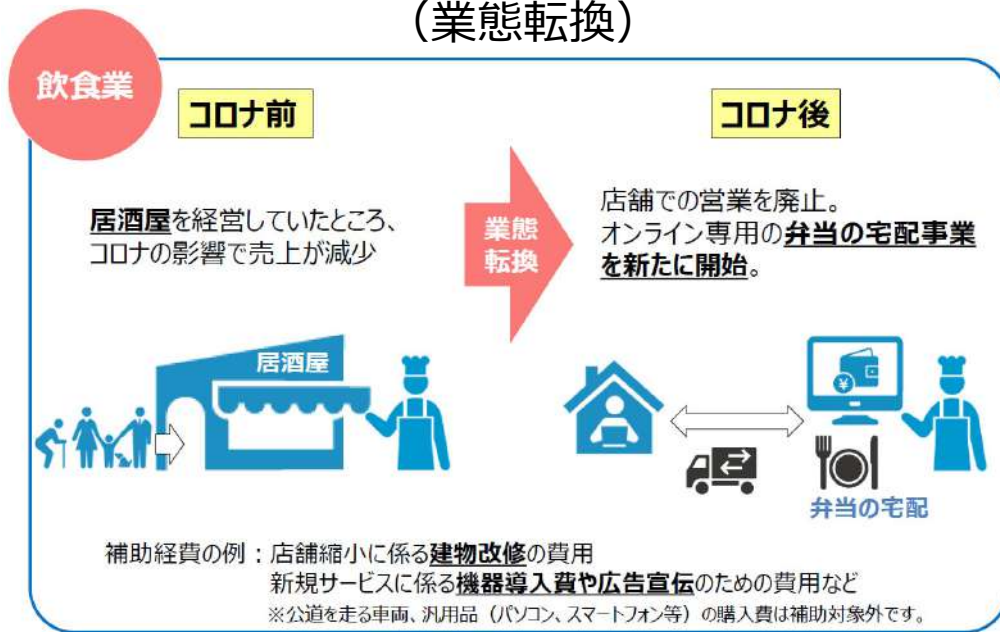 （業態転換）
飲食業
コロナ前
居酒屋を経営していたところ、
コロナの影響で売上が減少
居酒屋
業態
転換
コロナ後
店舗での営業を廃止。
オンライン専用の弁当の宅配事業
を新たに開始。
¥
弁当の宅配
補助経費の例：店舗縮小に係る建物改修の費用
新規サービスに係る機器導入費や広告宣伝のための費用など
※公道を走る車両、汎用品（パソコン、スマートフォン等）の購入費は補助対象外です。